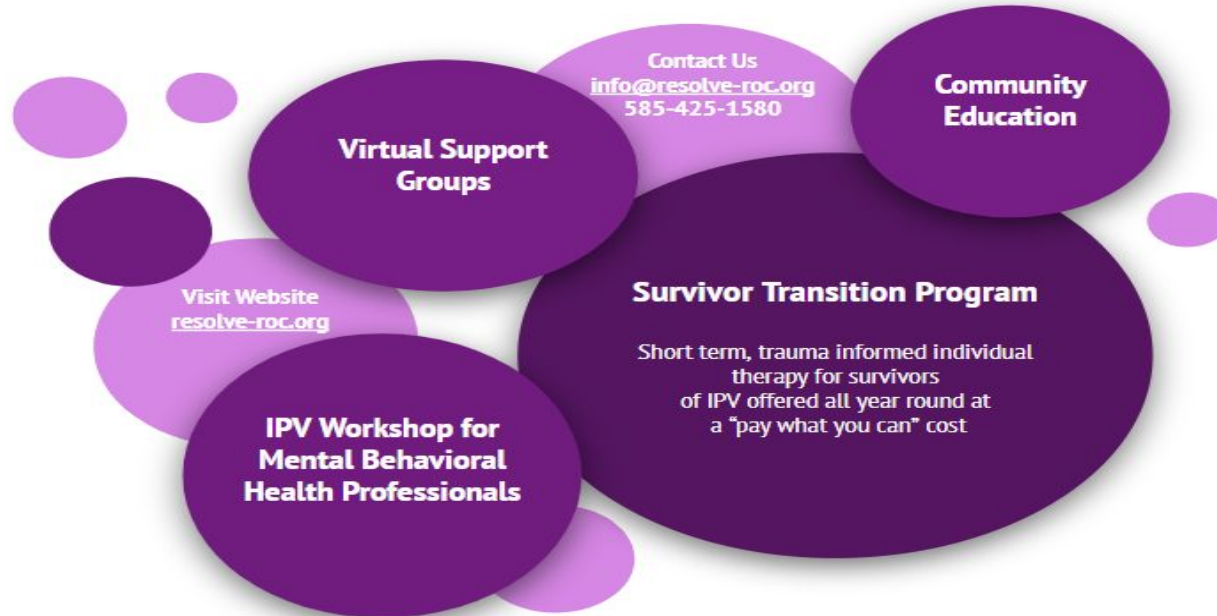 Contact Us
info@resolve-roc.org
585-425-1580
Community
Education
Virtual Support
Groups
Visit Website
resolve-roc.org
Survivor Transition Program
Short term, trauma informed individual
therapy for survivors
of IPV offered all year round at
a “pay what you can” cost
IPV Workshop for
Mental Behavioral
Health Professionals